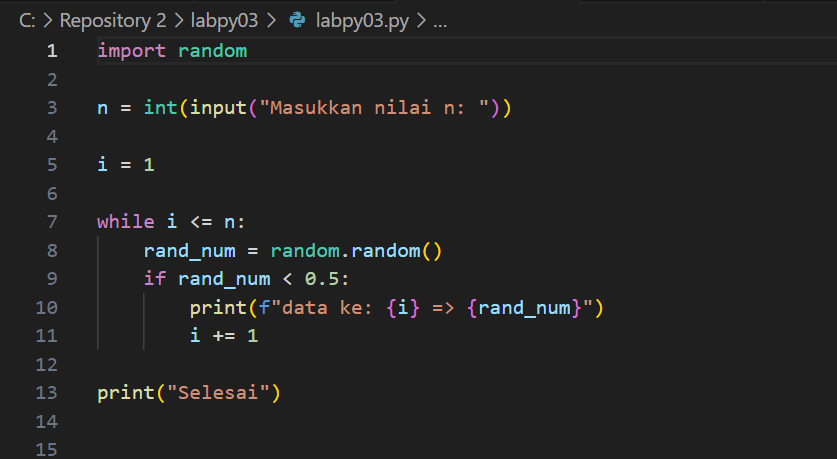 C: > Repository 2 > labpy03 > labpy03.py > ...
1 import random
2
3 n = int(input("Masukkan nilai n: "))
4
5 i = 1
6
7 while i <= n:
8     rand_num = random.random()
9     if rand_num < 0.5:
10         print(f"data ke: {i} => {rand_num}")
11         i += 1
12
13 print("Selesai")
14
15